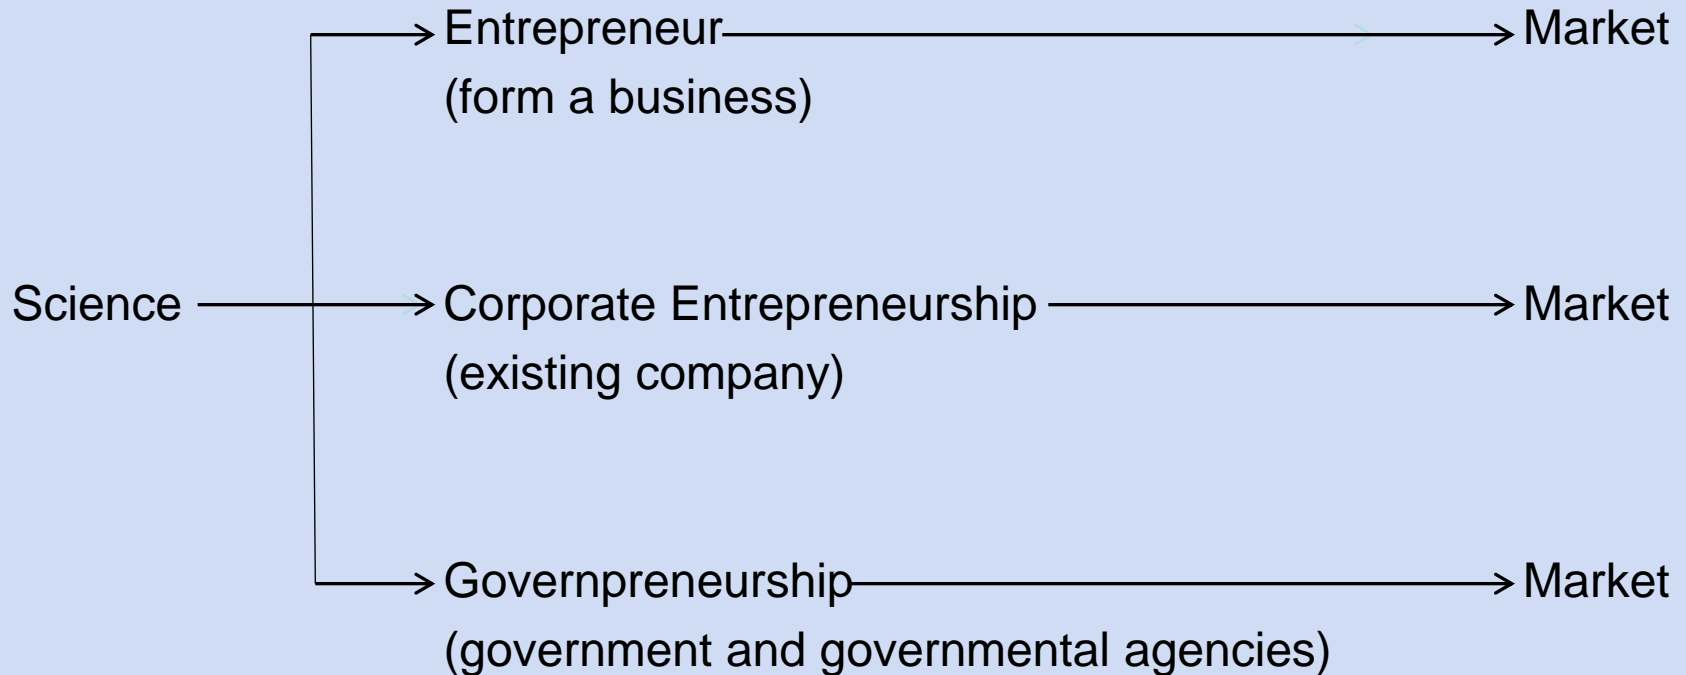 Entrepreneur Market
(form a business)
Science Corporate Entrepreneurship Market
(existing company)
Governpreneurship Market
(government and governmental agencies)